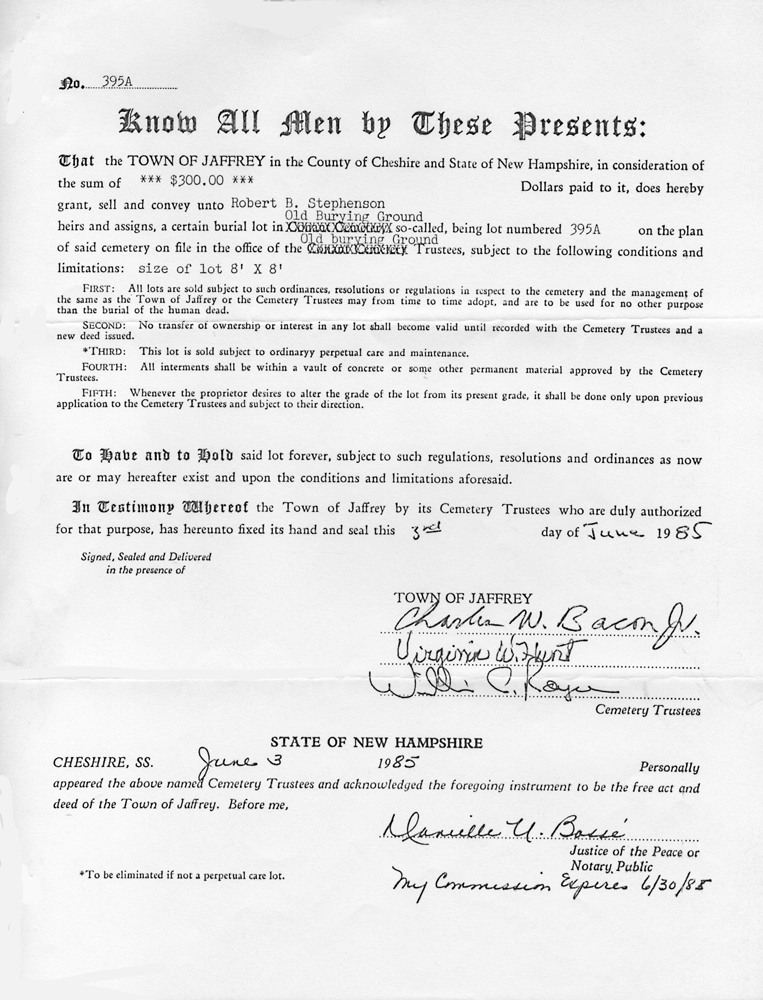 No. 395A
Know All Men by These Presents:
That the TOWN OF JAFFREY in the County of Cheshire and State of New Hampshire, in consideration of
the sum of *** $300.00 *** Dollars paid to it, does hereby
grant, sell and convey unto Robert B. Stephenson
Old Burying Ground
heirs and assigns, a certain burial lot in so-called, being lot numbered 395A on the plan
Old burying Ground
of said cemetery on file in the office of the Trustees, subject to the following conditions and
limitations: size of lot 8' X 8'
FIRST: All lots are sold subject to such ordinances, resolutions or regulations in respect to the cemetery and the management of
the same as the Town of Jaffrey or the Cemetery Trustees may from time to time adopt, and are to be used for no other purpose
than the burial of the human dead.
SECOND: No transfer of ownership or interest in any lot shall become valid until recorded with the Cemetery Trustees and a
new deed issued.
*THIRD: This lot is sold subject to ordinaryy perpetual care and maintenance.
FOURTH: All interments shall be within a vault of concrete or some other permanent material approved by the Cemetery
Trustees.
FIFTH: Whenever the proprietor desires to alter the grade of the lot from its present grade, it shall be done only upon previous
application to the Cemetery Trustees and subject to their direction.
To Have and to Hold said lot forever, subject to such regulations, resolutions and ordinances as now
are or may hereafter exist and upon the conditions and limitations aforesaid.
In Testimony Whereof the Town of Jaffrey by its Cemetery Trustees who are duly authorized
for that purpose, has hereunto fixed its hand and seal this 3rd day of June 1985
Signed, Sealed and Delivered
in the presence of
TOWN OF JAFFREY
Charles W. Bacon Jr.
Virginia W. Hunt
Willis C.
Cemetery Trustees
STATE OF NEW HAMPSHIRE
CHESHIRE, SS. June 3 1985 Personally
appeared the above named Cemetery Trustees and acknowledged the foregoing instrument to be the free act and
deed of the Town of Jaffrey. Before me,
Danielle U. Bossé
Justice of the Peace or
Notary Public
*To be eliminated if not a perpetual care lot.
My Commission Expires 6/30/88